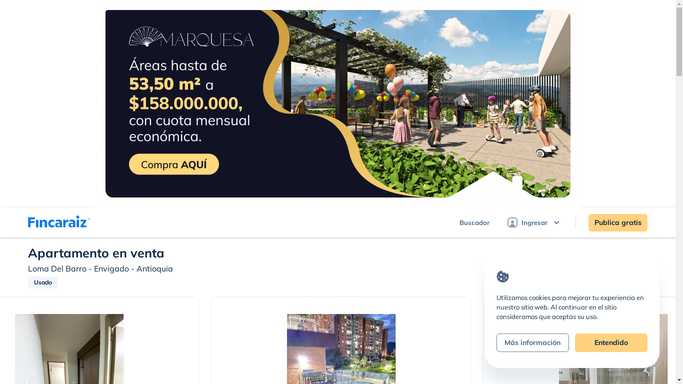 MARQUESA
Áreas hasta de
53,50 m² a
$158.000.000,
con cuota mensual
económica.
Compra AQUÍ
Fincaraiz
Buscador
Ingresar
Publica gratis
Apartamento en venta
Loma Del Barro - Envigado - Antioquia
Usado
Utilizamos cookies para mejorar tu experiencia en
nuestro sitio web. Al continuar en el sitio
consideramos que aceptas su uso.
Más información
Entendido